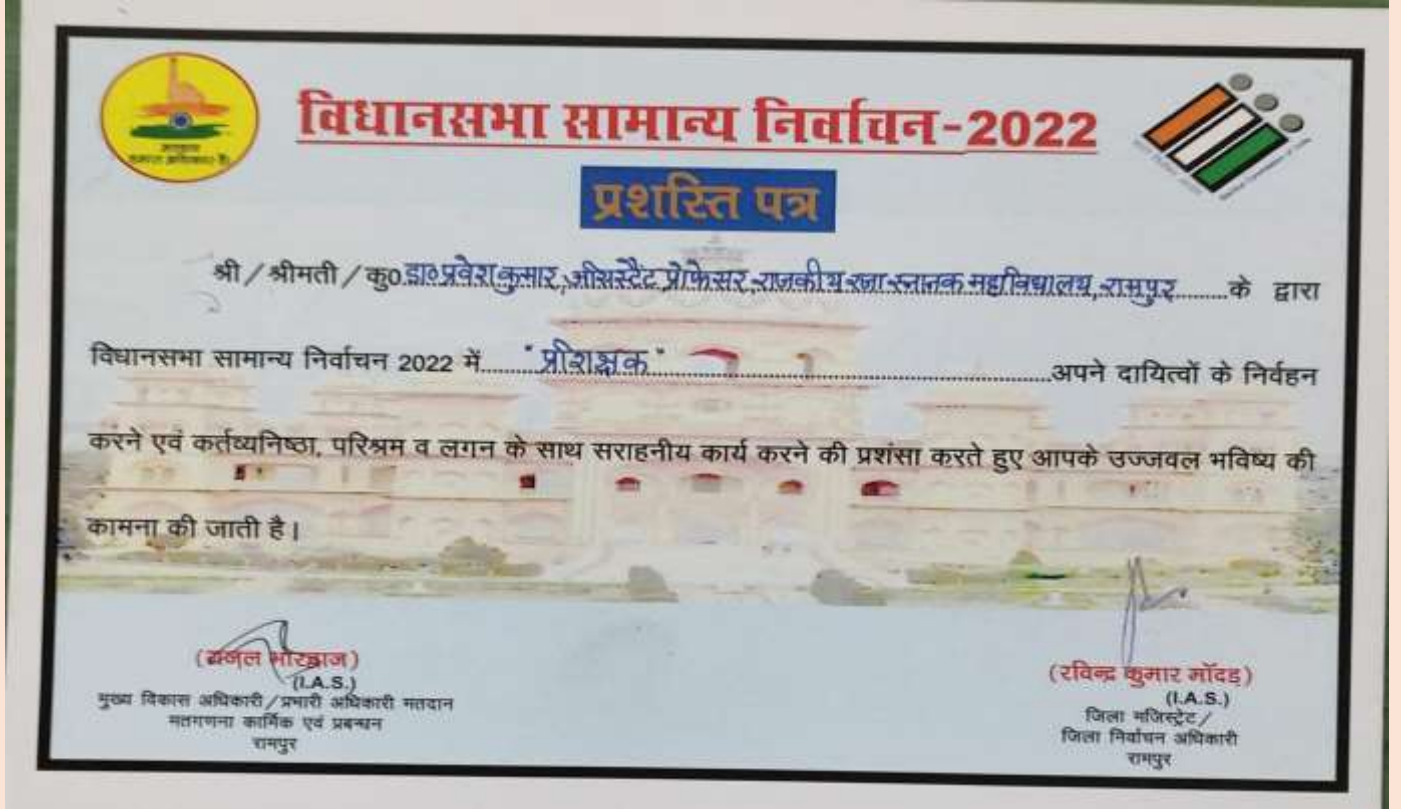 विधानसभा सामान्य निर्वाचन-2022
प्रशस्ति पत्र
श्री / श्रीमती / कु0 डा० प्रवेश कुमार, असिस्टैंट प्रोफेसर, राजकीय रज़ा स्नातक महाविद्यालय, रामपुर.........के द्वारा
विधानसभा सामान्य निर्वाचन 2022 में......... "प्रशिक्षक" ............................अपने दायित्वों के निर्वहन
करने एवं कर्तव्यनिष्ठा, परिश्रम व लगन के साथ सराहनीय कार्य करने की प्रशंसा करते हुए आपके उज्जवल भविष्य की
कामना की जाती है।
भारद्वाज)
(I.A.S.)
मुख्य विकास अधिकारी/प्रभारी अधिकारी मतदान
मतगणना कार्मिक एवं प्रबन्धन
रामपुर
(रविन्द्र कुमार मॉदड़)
(I.A.S.)
जिला मजिस्ट्रेट/
जिला निर्वाचन अधिकारी
रामपुर